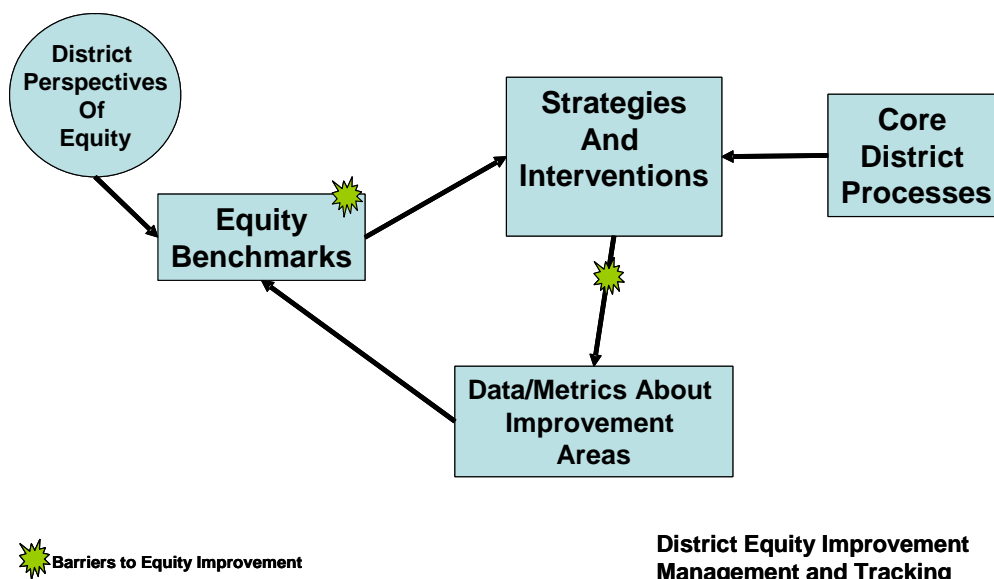 District
Perspectives
Of
Equity
Strategies
And
Interventions
Core
District
Processes
Equity
Benchmarks
Data/Metrics About
Improvement
Areas
Barriers to Equity Improvement
District Equity Improvement
Management and Tracking